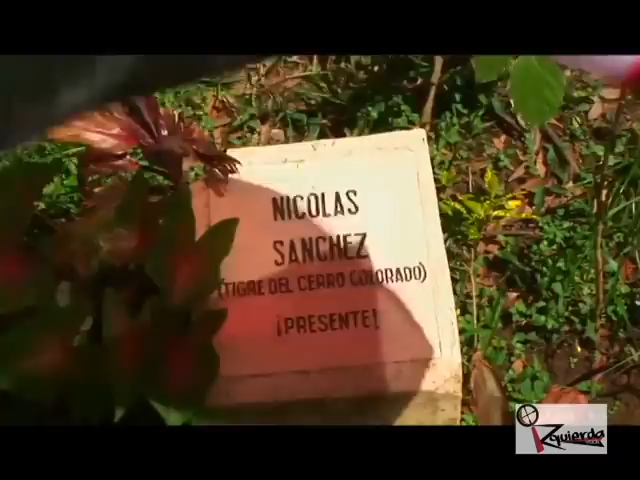 NICOLAS
SANCHEZ
(TIGRE DEL CERRO COLORADO)
¡PRESENTE!
Izquierda